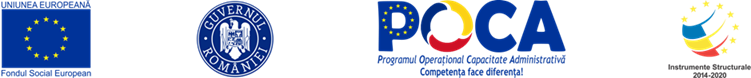 UNIUNEA EUROPEANĂ
Fondul Social European
GUVERNUL ROMÂNIEI
POCA
Programul Operațional Capacitate Administrativă
Competența face diferența!
Instrumente Structurale
2014-2020